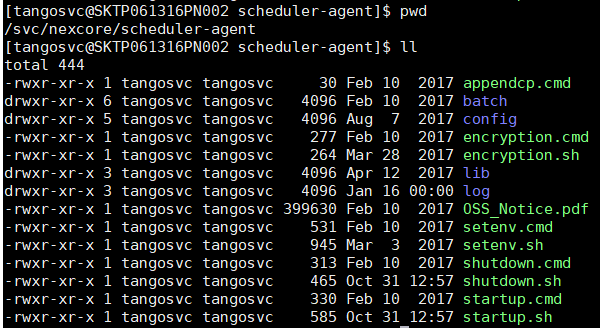 [tangosvc@SKTP061316PN002 scheduler-agent]$ pwd
/svc/nexcore/scheduler-agent
[tangosvc@SKTP061316PN002 scheduler-agent]$ ll
total 444
-rwxr-xr-x 1 tangosvc tangosvc     30 Feb 10  2017 appendcp.cmd
drwxr-xr-x 6 tangosvc tangosvc   4096 Feb 10  2017 batch
drwxr-xr-x 5 tangosvc tangosvc   4096 Aug  7  2017 config
-rwxr-xr-x 1 tangosvc tangosvc    277 Feb 10  2017 encryption.cmd
-rwxr-xr-x 1 tangosvc tangosvc    264 Mar 28  2017 encryption.sh
drwxr-xr-x 3 tangosvc tangosvc   4096 Apr 12  2017 lib
drwxr-xr-x 3 tangosvc tangosvc   4096 Jan 16 00:00 log
-rwxr-xr-x 1 tangosvc tangosvc 399630 Feb 10  2017 OSS_Notice.pdf
-rwxr-xr-x 1 tangosvc tangosvc    531 Feb 10  2017 setenv.cmd
-rwxr-xr-x 1 tangosvc tangosvc    945 Mar  3  2017 setenv.sh
-rwxr-xr-x 1 tangosvc tangosvc    313 Feb 10  2017 shutdown.cmd
-rwxr-xr-x 1 tangosvc tangosvc    465 Oct 31 12:57 shutdown.sh
-rwxr-xr-x 1 tangosvc tangosvc    330 Feb 10  2017 startup.cmd
-rwxr-xr-x 1 tangosvc tangosvc    585 Oct 31 12:57 startup.sh